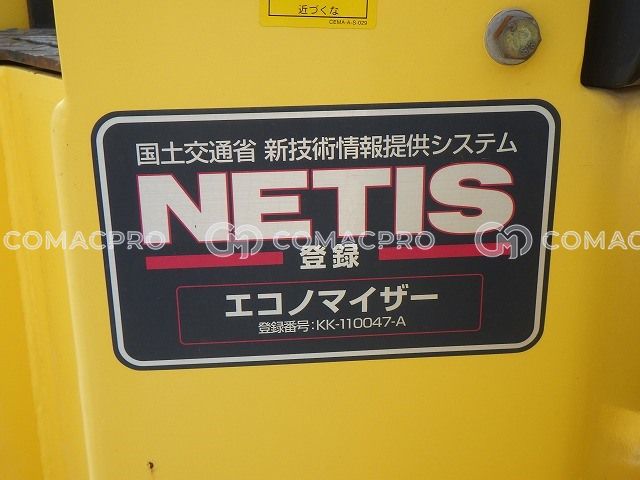 近づくな
CEMA-A-S-029
国土交通省 新技術情報提供システム
NETIS
COMACPRO COMACPRO COMACPRO
登録
エコノマイザー
登録番号:KK-110047-A